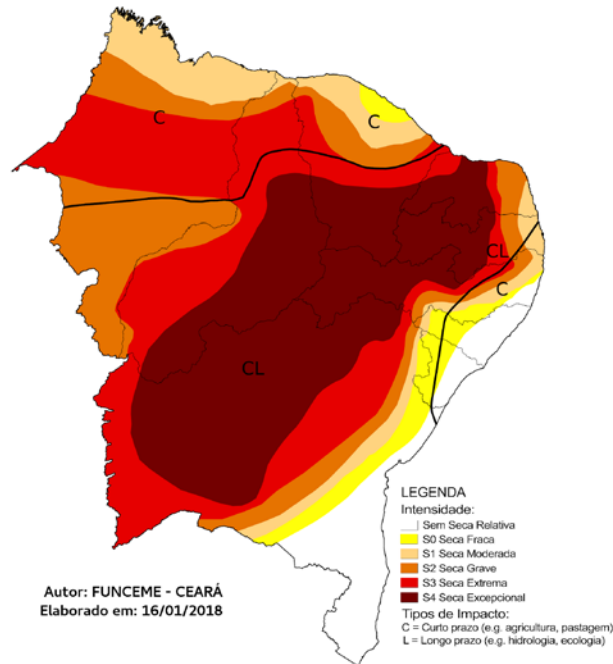 C
C
CL
C
CL
LEGENDA
Intensidade:
Sem Seca Relativa
S0 Seca Fraca
S1 Seca Moderada
S2 Seca Grave
S3 Seca Extrema
S4 Seca Excepcional
Autor: FUNCEME - CEARÁ
Elaborado em: 16/01/2018
Tipos de Impacto:
C = Curto prazo (e.g. agricultura, pastagem)
L = Longo prazo (e.g. hidrologia, ecologia)